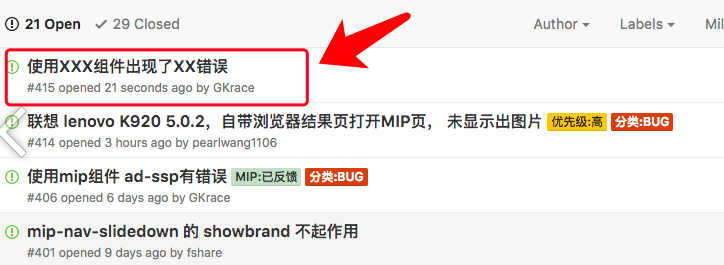 21 Open 29 Closed Author Labels Mil
使用XXX组件出现了XX错误
#415 opened 21 seconds ago by GKrace
联想 lenovo K920 5.0.2，自带浏览器结果页打开MIP页， 未显示出图片 优先级:高 分类:BUG
#414 opened 3 hours ago by pearlwang1106
使用mip组件 ad-ssp有错误 MIP:已反馈 分类:BUG
#406 opened 6 days ago by GKrace
mip-nav-slidedown 的 showbrand 不起作用
#401 opened 9 days ago by fshare